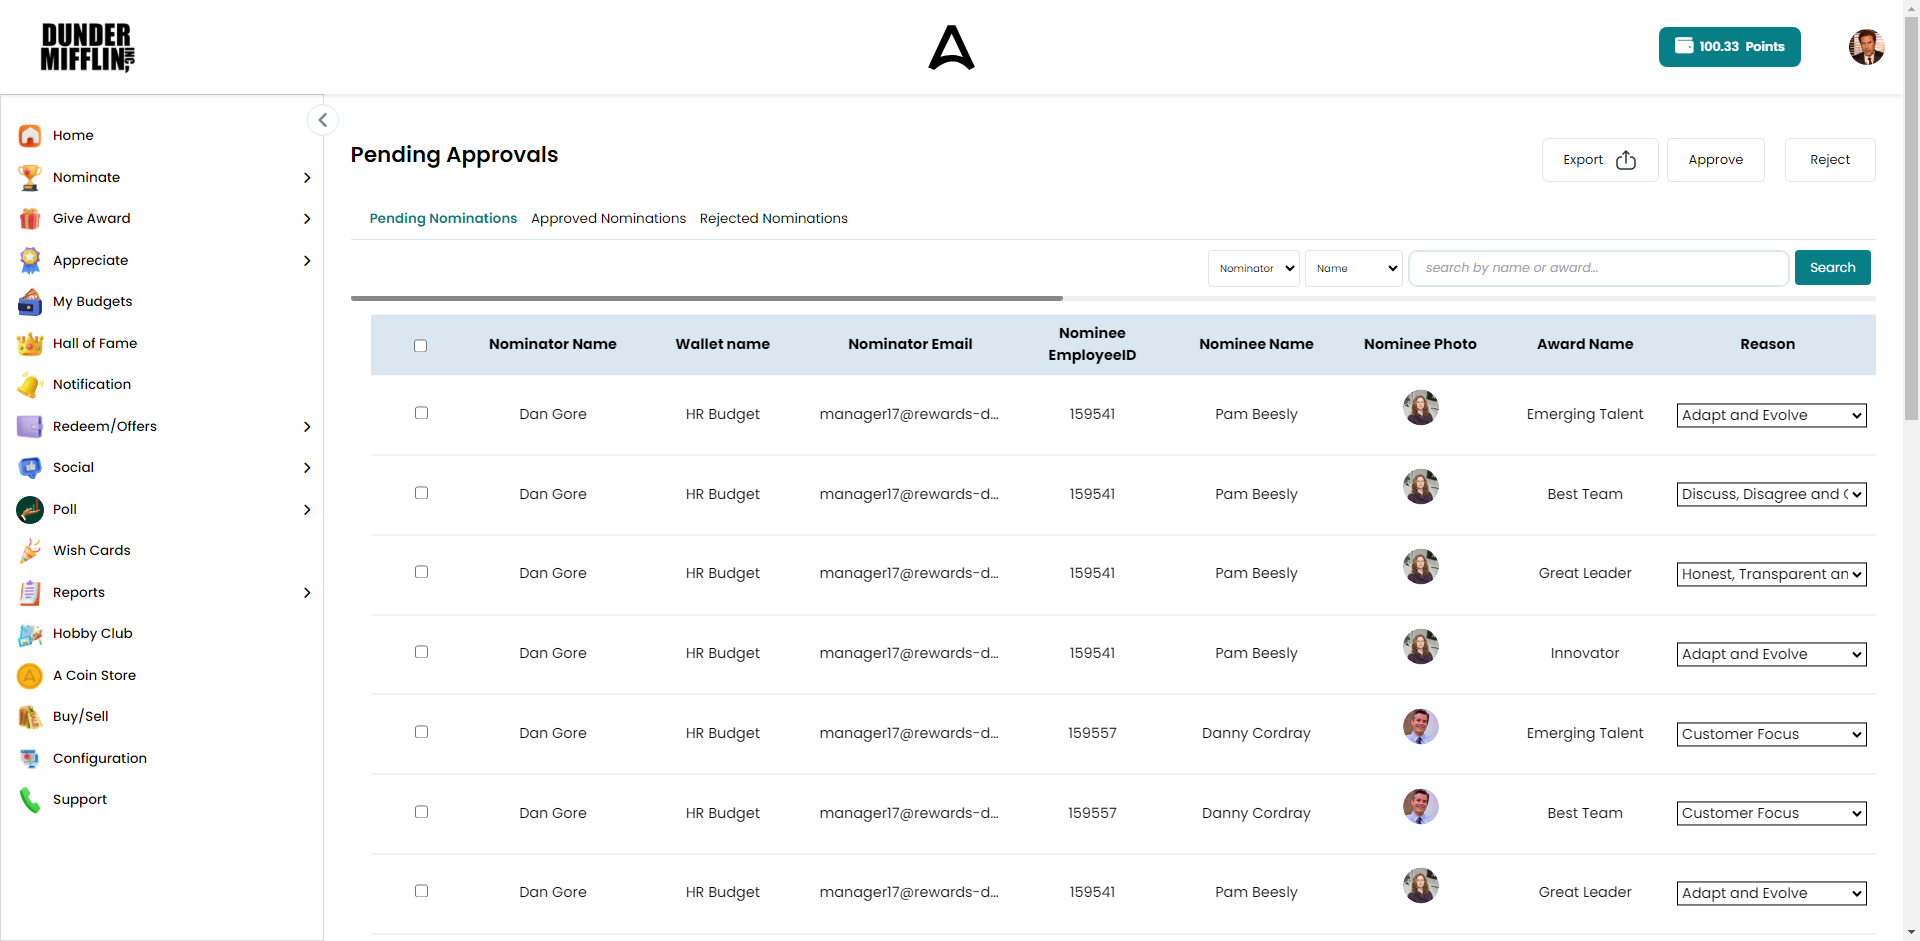 DUNDER
MIFFLIN, INC
100.33 Points
Home
Nominate
Give Award
Appreciate
My Budgets
Hall of Fame
Notification
Redeem/Offers
Social
Poll
Wish Cards
Reports
Hobby Club
A Coin Store
Buy/Sell
Configuration
Support
Pending Approvals
Export
Approve
Reject
Pending Nominations Approved Nominations Rejected Nominations
Nominator Name search by name or award... Search
Nominator Name Wallet name Nominator Email Nominee EmployeeID Nominee Name Nominee Photo Award Name Reason
Dan Gore HR Budget manager17@rewards-d... 159541 Pam Beesly Emerging Talent Adapt and Evolve
Dan Gore HR Budget manager17@rewards-d... 159541 Pam Beesly Best Team Discuss, Disagree and
Dan Gore HR Budget manager17@rewards-d... 159541 Pam Beesly Great Leader Honest, Transparent an
Dan Gore HR Budget manager17@rewards-d... 159541 Pam Beesly Innovator Adapt and Evolve
Dan Gore HR Budget manager17@rewards-d... 159557 Danny Cordray Emerging Talent Customer Focus
Dan Gore HR Budget manager17@rewards-d... 159557 Danny Cordray Best Team Customer Focus
Dan Gore HR Budget manager17@rewards-d... 159541 Pam Beesly Great Leader Adapt and Evolve